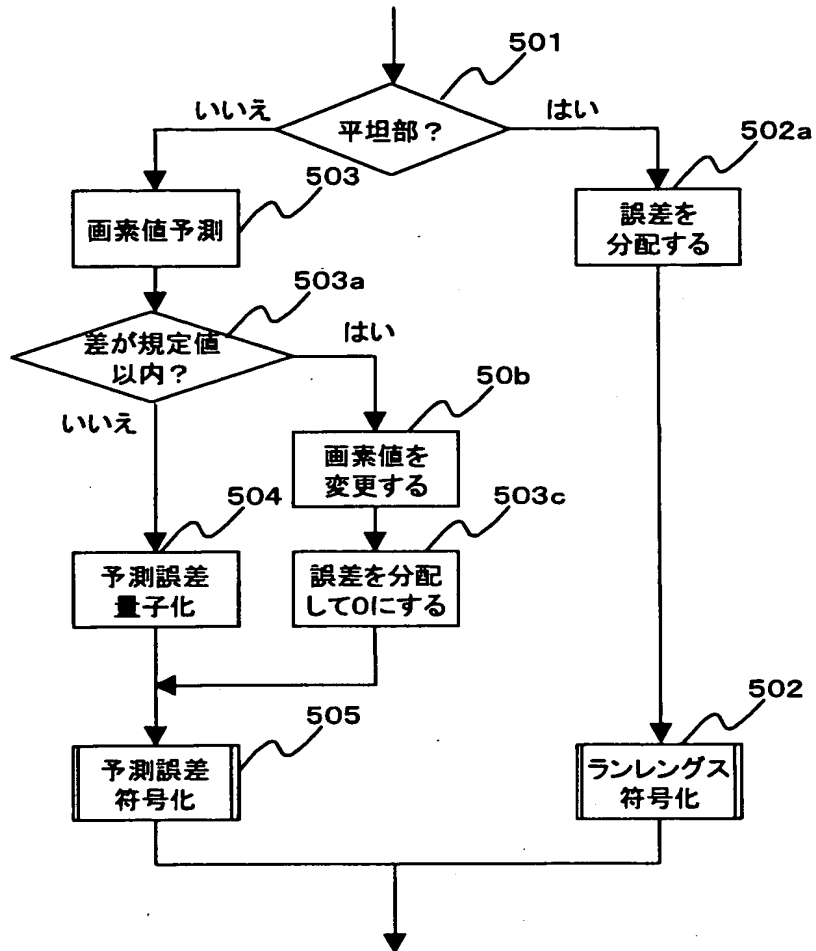 501
いいえ
はい
平坦部?
502a
503
誤差を
分配する
画素値予測
503a
差が規定値
以内?
はい
いいえ
50b
画素値を
変更する
504
503c
予測誤差
量子化
誤差を分配
して0にする
505
502
予測誤差
符号化
ランレングス
符号化